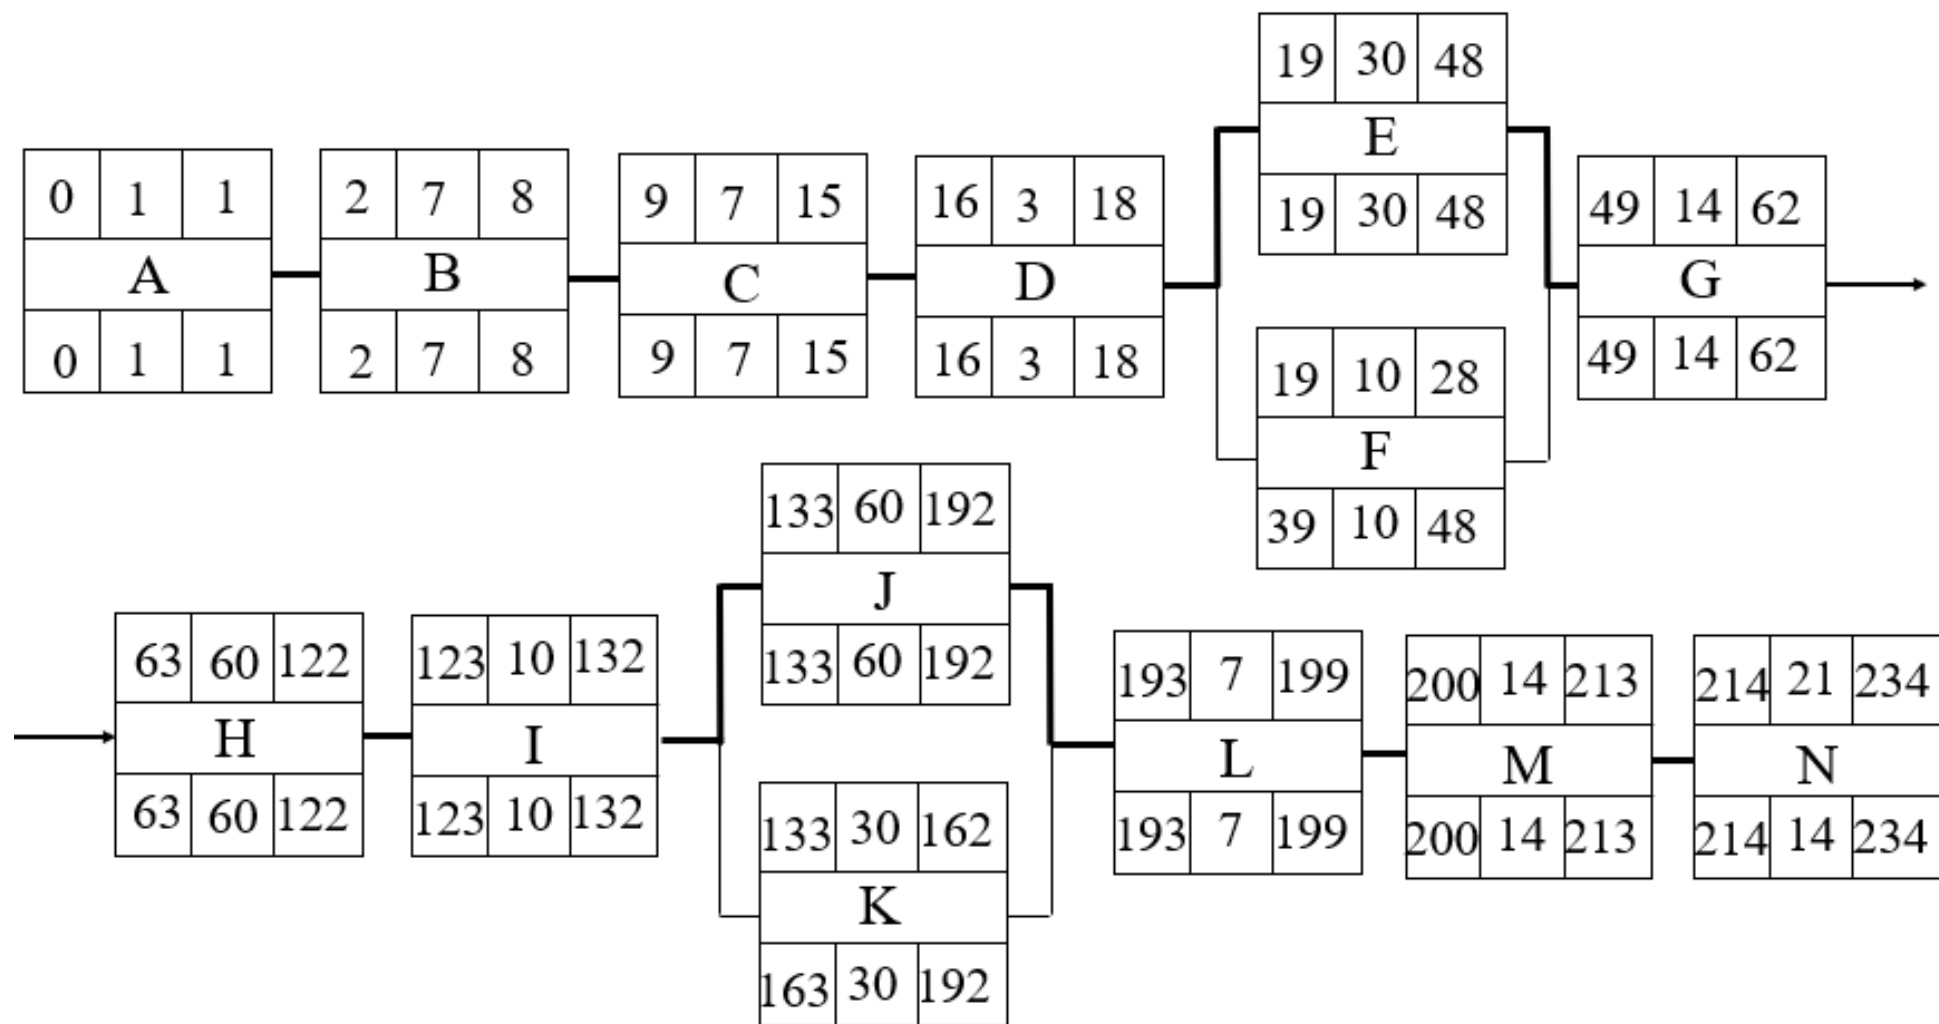 0 1 1
A
0 1 1
2 7 8
B
2 7 8
9 7 15
C
9 7 15
16 3 18
D
16 3 18
19 30 48
E
19 30 48
19 10 28
F
39 10 48
49 14 62
G
49 14 62
63 60 122
H
63 60 122
123 10 132
I
123 10 132
133 60 192
J
133 60 192
133 30 162
K
163 30 192
193 7 199
L
193 7 199
200 14 213
M
200 14 213
214 21 234
N
214 14 234